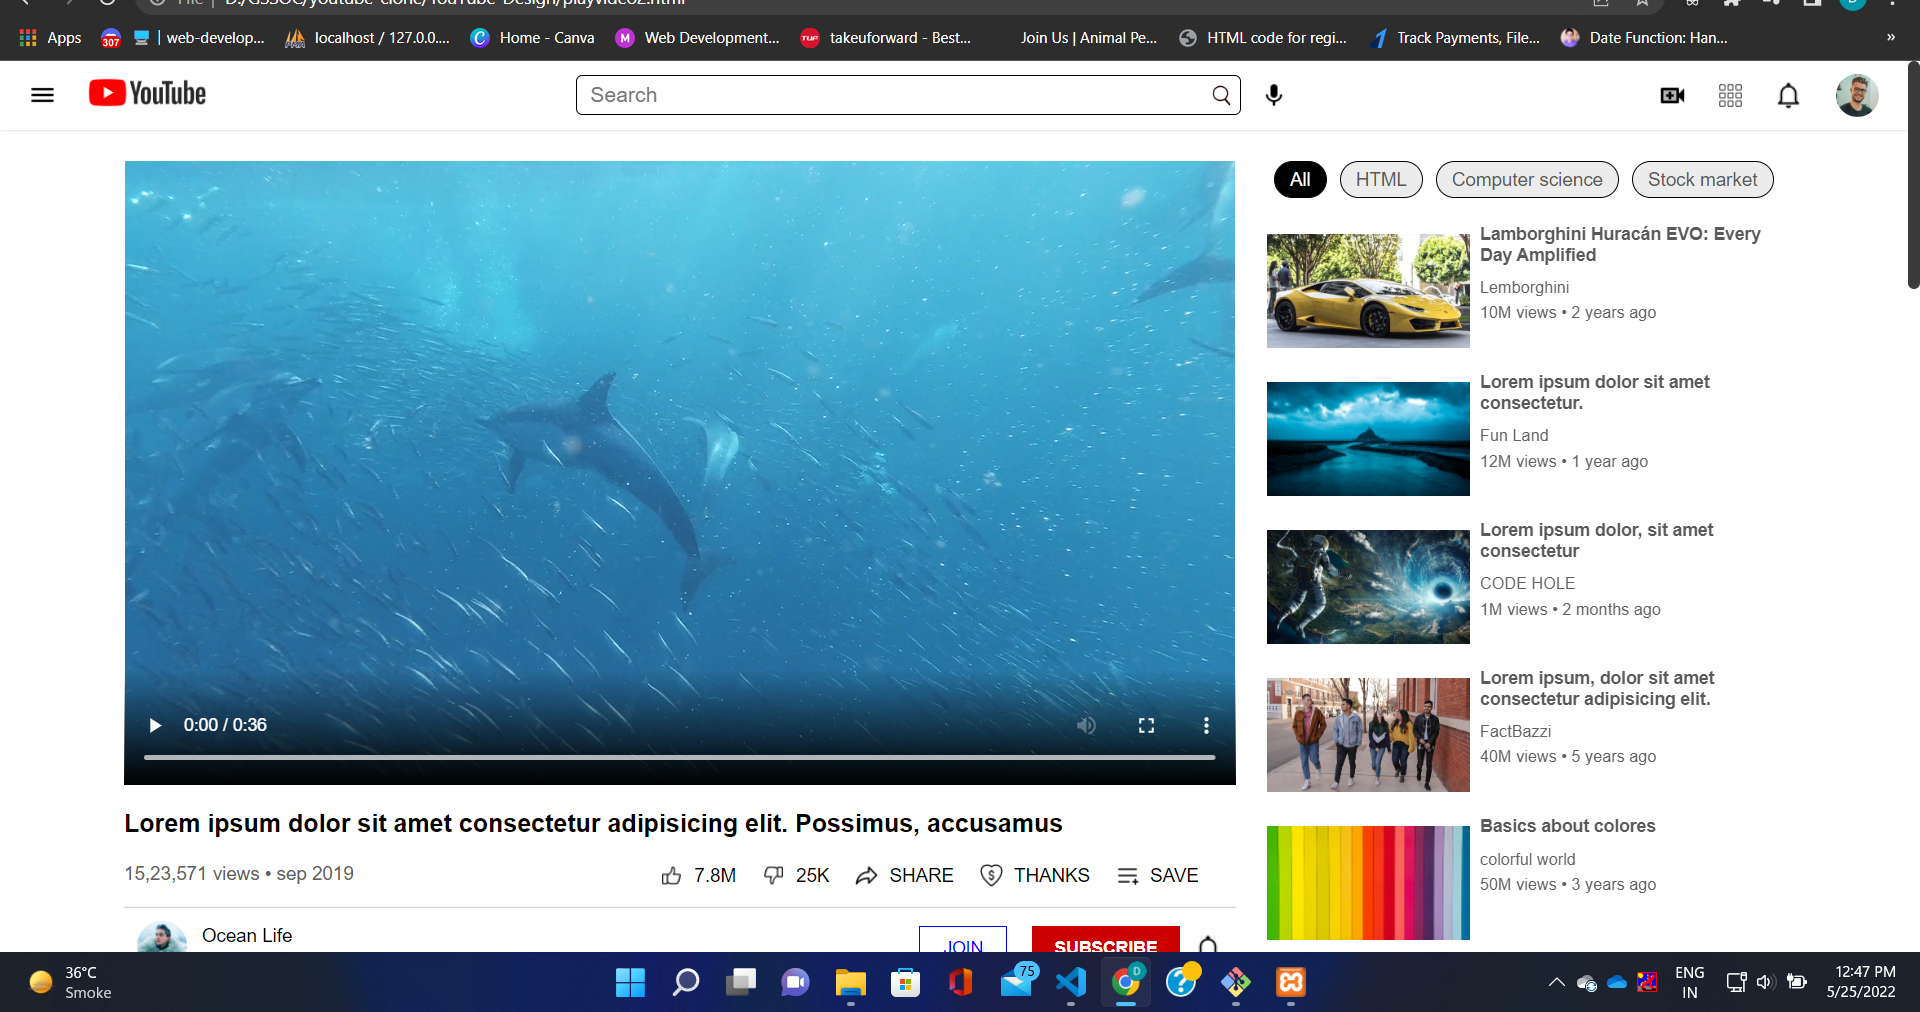 File | D:/GSSOC/youtube-clone/YouTube-Design/playvideo2.html
Apps
307
| web-develop...
localhost / 127.0.0....
Home - Canva
M
Web Development...
TUF
takeuforward - Best...
Join Us | Animal Pe...
HTML code for regi...
Track Payments, File...
Date Function: Han...
»
YouTube
Search
All
HTML
Computer science
Stock market
Lamborghini Huracán EVO: Every
Day Amplified
Lemborghini
10M views • 2 years ago
Lorem ipsum dolor sit amet
consectetur.
Fun Land
12M views • 1 year ago
Lorem ipsum dolor, sit amet
consectetur
CODE HOLE
1M views • 2 months ago
Lorem ipsum, dolor sit amet
consectetur adipisicing elit.
FactBazzi
40M views • 5 years ago
Basics about colores
colorful world
50M views • 3 years ago
0:00 / 0:36
Lorem ipsum dolor sit amet consectetur adipisicing elit. Possimus, accusamus
15,23,571 views • sep 2019
7.8M
25K
SHARE
THANKS
SAVE
Ocean Life
JOIN
SUBSCRIBE
36°C
Smoke
75
D
ENG
IN
12:47 PM
5/25/2022